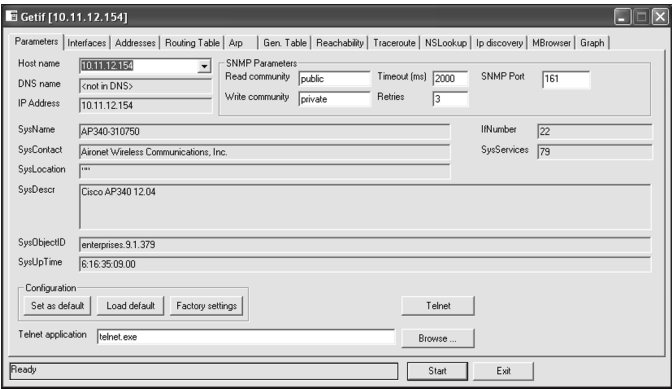 Getif [10.11.12.154]
Parameters Interfaces Addresses Routing Table Arp Gen. Table Reachability Traceroute NSLookup Ip discovery MBrowser Graph
Host name 10.11.12.154
DNS name <not in DNS>
IP Address 10.11.12.154
SNMP Parameters
Read community public Timeout (ms) 2000 SNMP Port 161
Write community private Retries 3
SysName AP340-310750 IfNumber 22
SysContact Aironet Wireless Communications, Inc. SysServices 79
SysLocation ""
SysDescr Cisco AP340 12.04
SysObjectID enterprises.9.1.379
SysUpTime 6:16:35:09.00
Configuration
Set as default Load default Factory settings Telnet
Telnet application telnet.exe Browse ...
Ready Start Exit